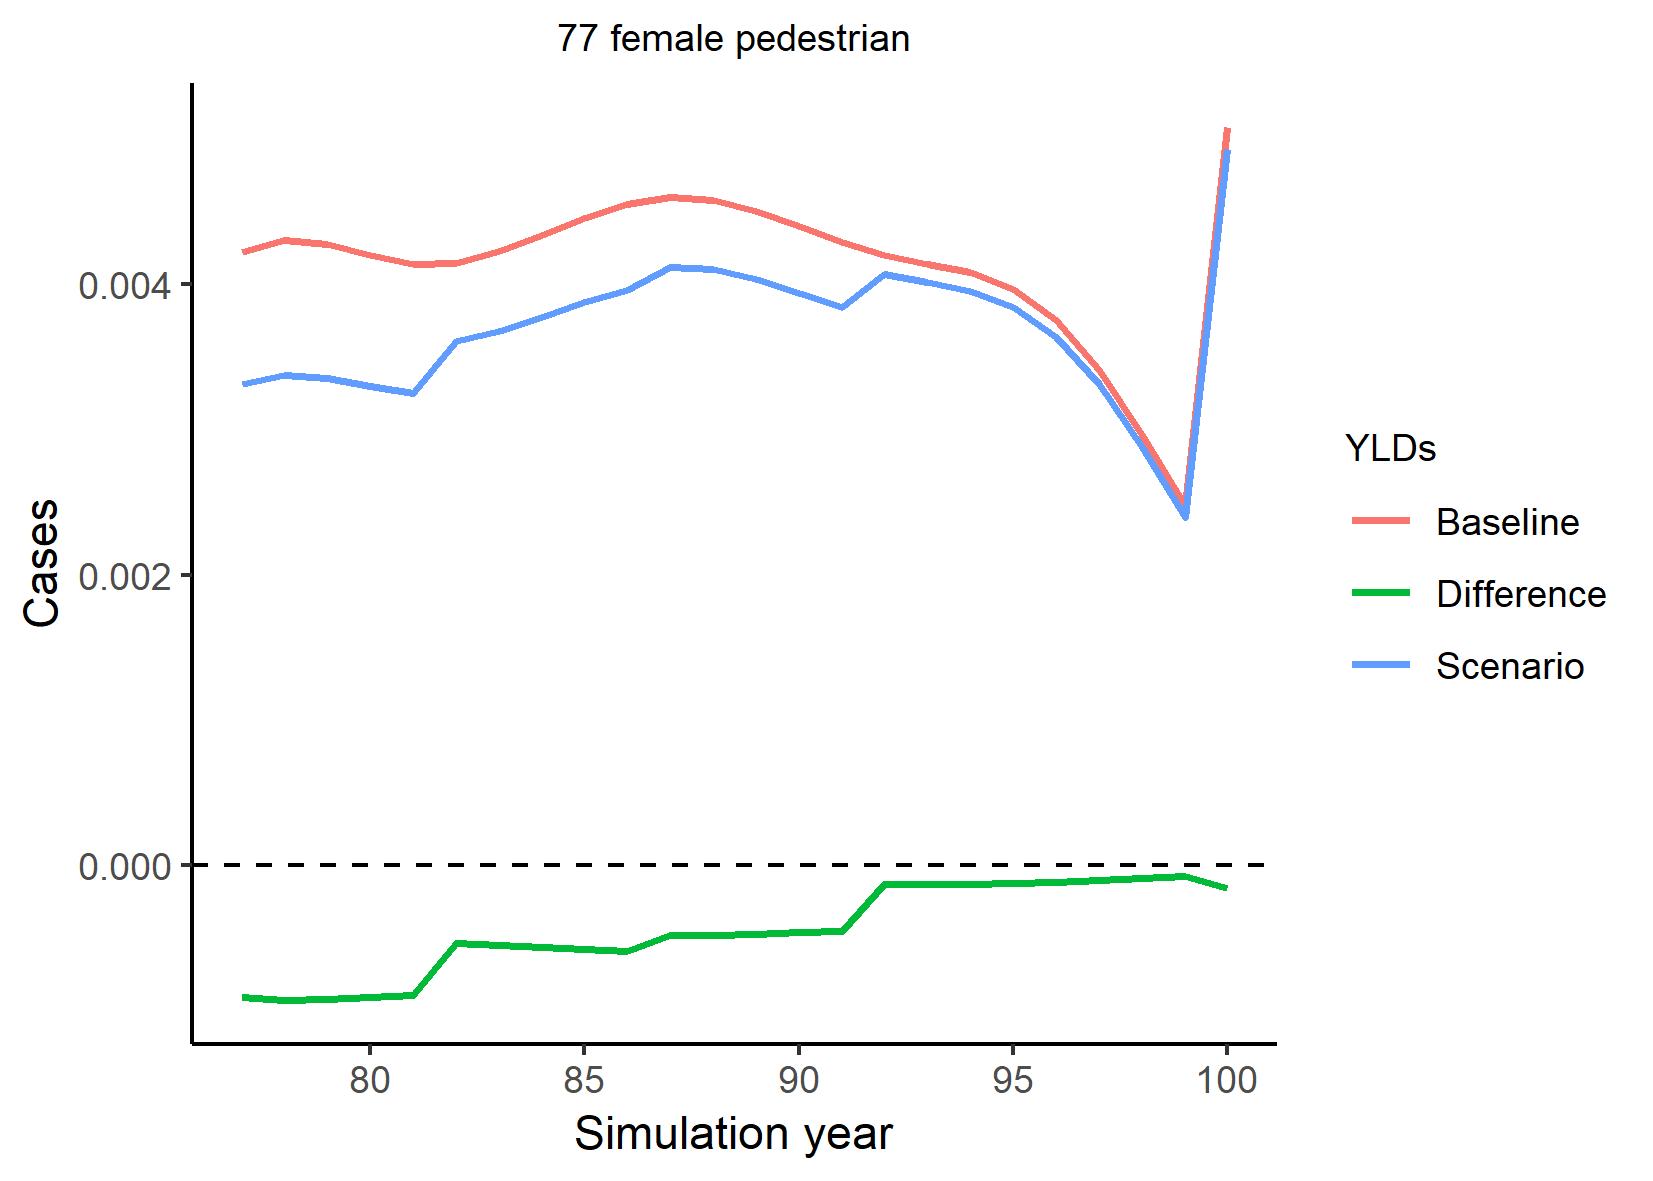 77 female pedestrian
Cases
0.004
0.002
0.000
80 85 90 95 100
Simulation year
YLDs
Baseline
Difference
Scenario